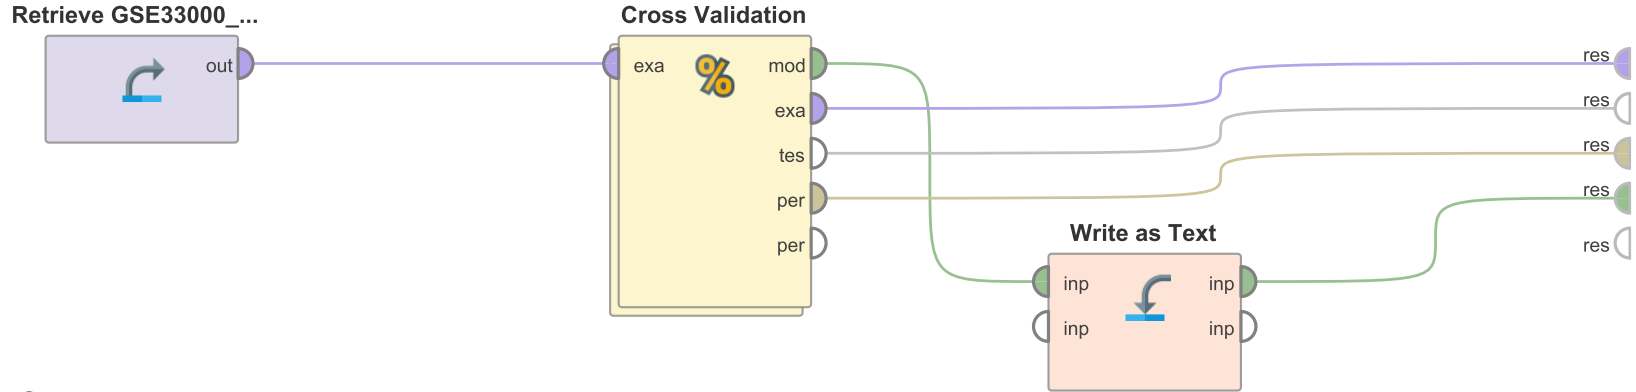 Retrieve GSE33000_...
Cross Validation
out
exa
%
mod
exa
tes
per
per
res
res
res
res
res
Write as Text
inp
inp
inp
inp